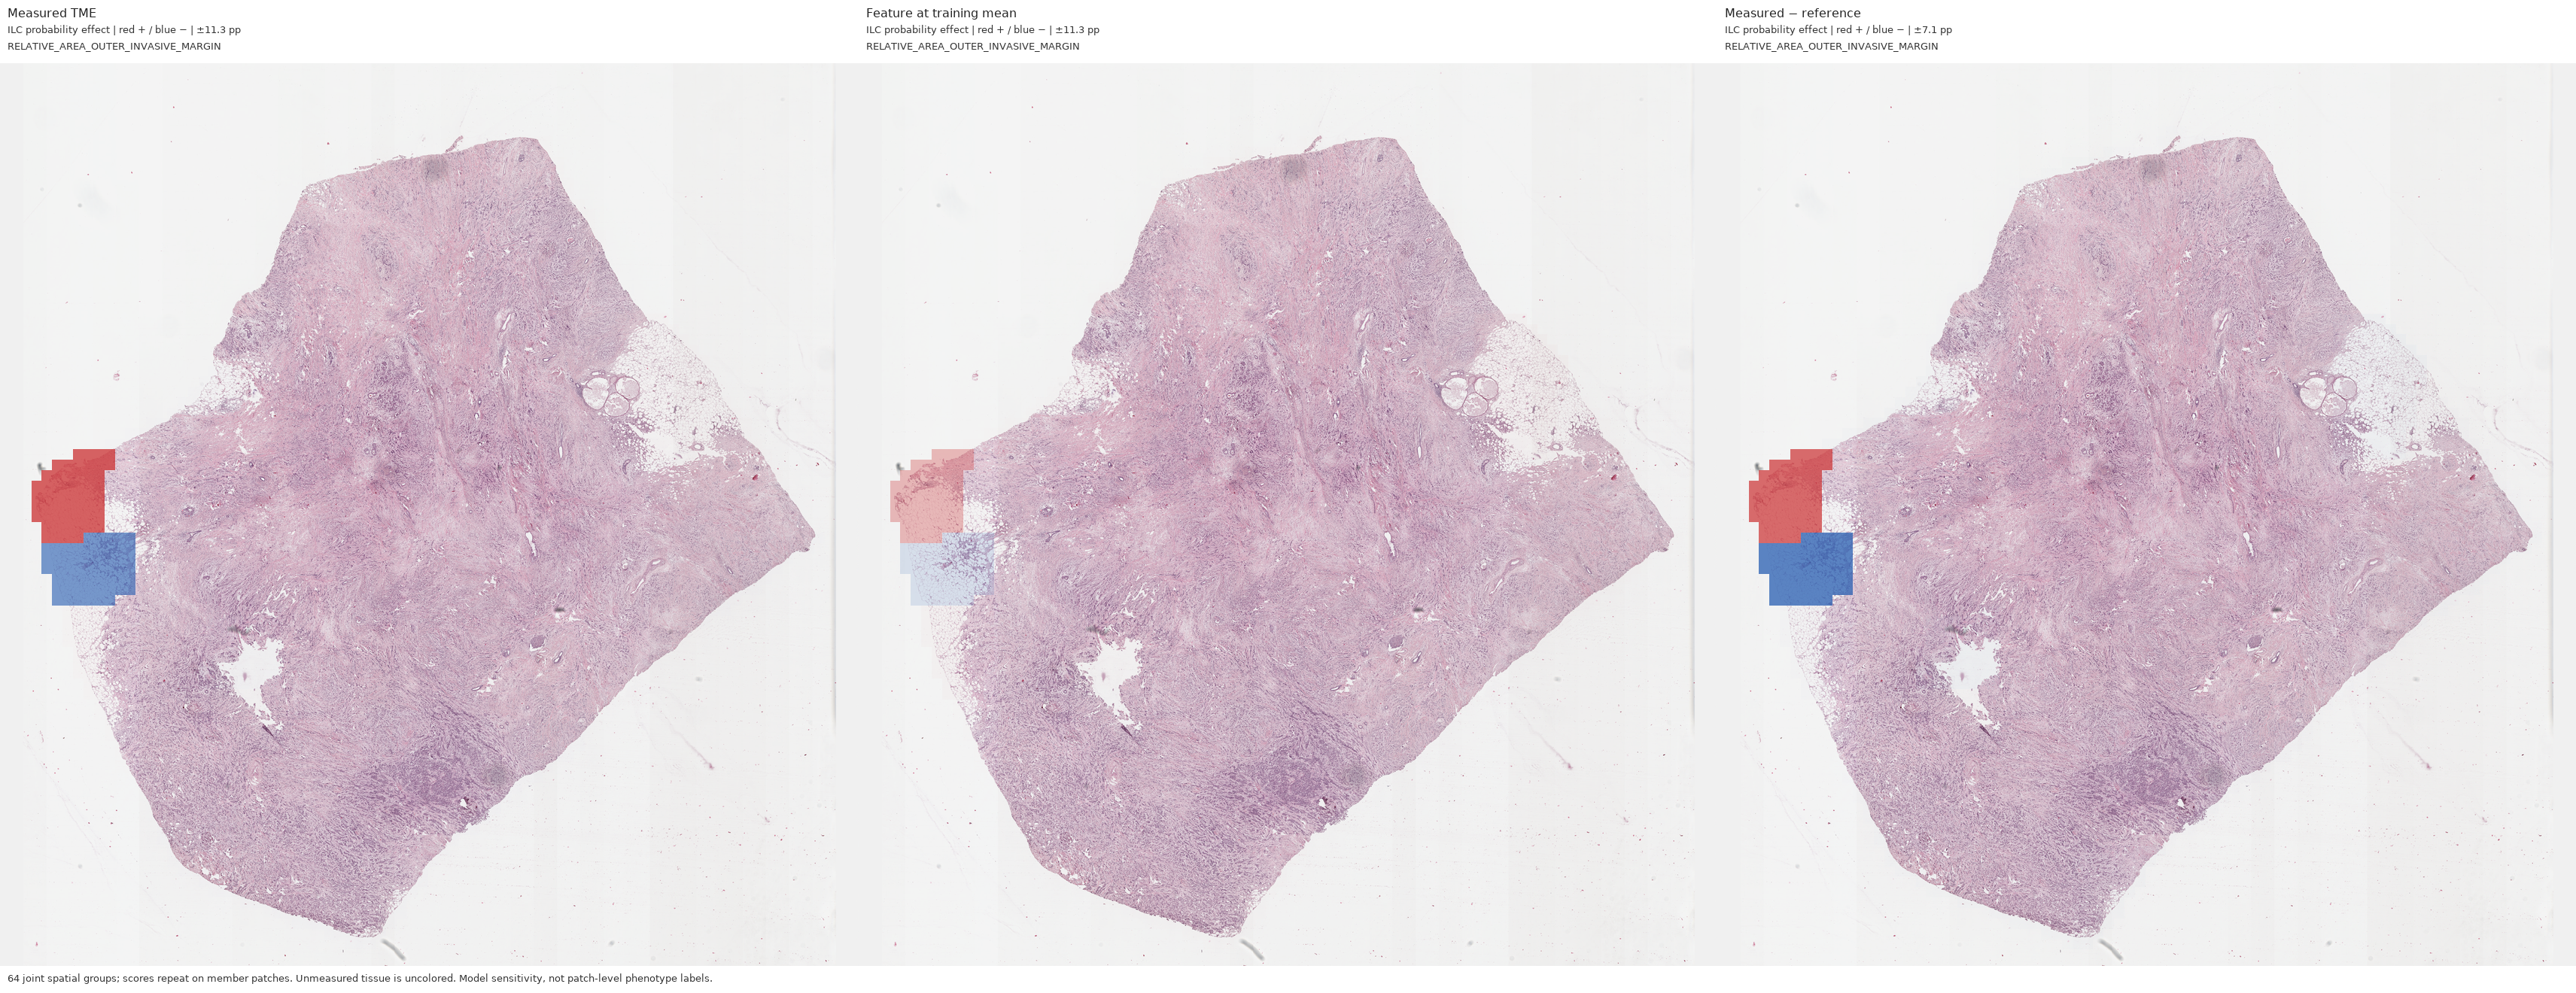 Measured TME
ILC probability effect | red + / blue − | ±11.3 pp
RELATIVE_AREA_OUTER_INVASIVE_MARGIN
Feature at training mean
ILC probability effect | red + / blue − | ±11.3 pp
RELATIVE_AREA_OUTER_INVASIVE_MARGIN
Measured − reference
ILC probability effect | red + / blue − | ±7.1 pp
RELATIVE_AREA_OUTER_INVASIVE_MARGIN
64 joint spatial groups; scores repeat on member patches. Unmeasured tissue is uncolored. Model sensitivity, not patch-level phenotype labels.